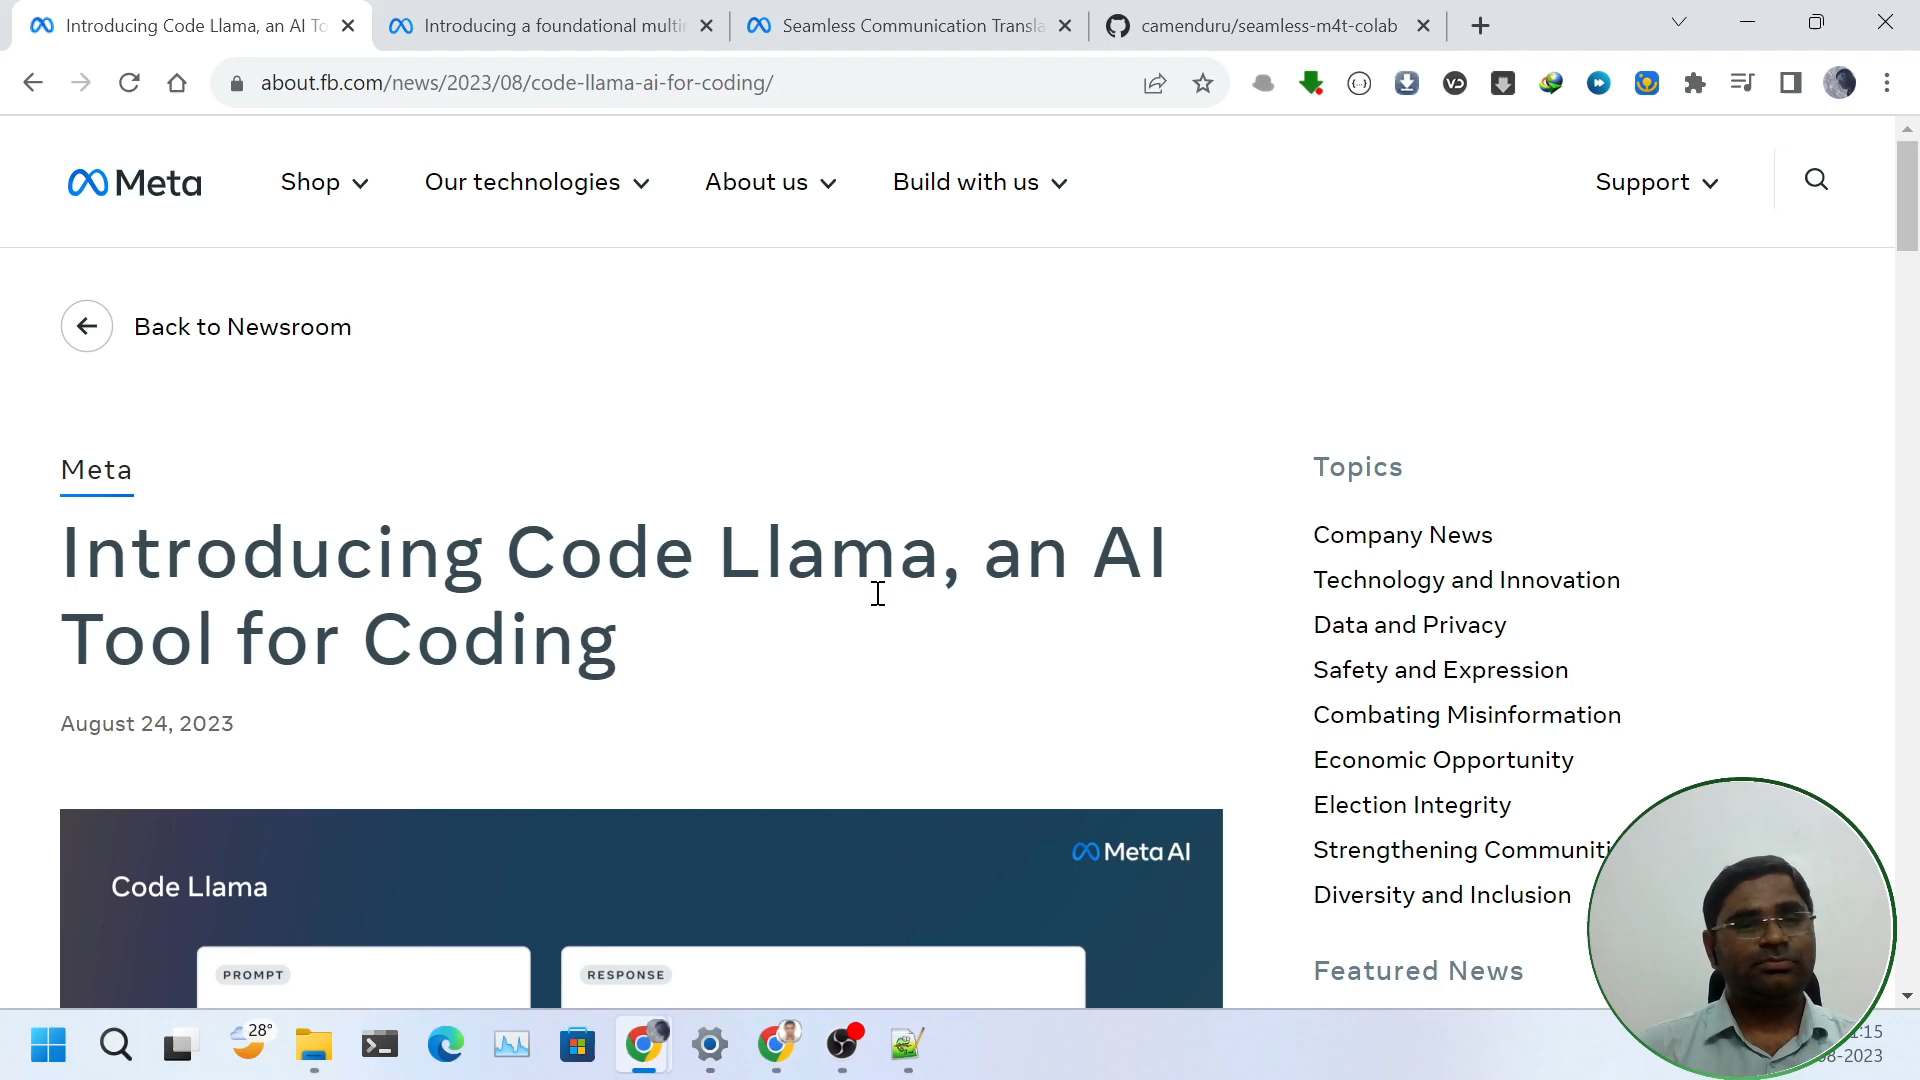 Introducing Code Llama, an AI To
Introducing a foundational multi
Seamless Communication Transla
camenduru/seamless-m4t-colab
about.fb.com/news/2023/08/code-llama-ai-for-coding/
Meta
Shop
Our technologies
About us
Build with us
Support
Back to Newsroom
Meta
Introducing Code Llama, an AI
Tool for Coding
August 24, 2023
Code Llama
Meta AI
PROMPT
RESPONSE
Topics
Company News
Technology and Innovation
Data and Privacy
Safety and Expression
Combating Misinformation
Economic Opportunity
Election Integrity
Strengthening Communiti
Diversity and Inclusion
Featured News
28°
:15
08-2023